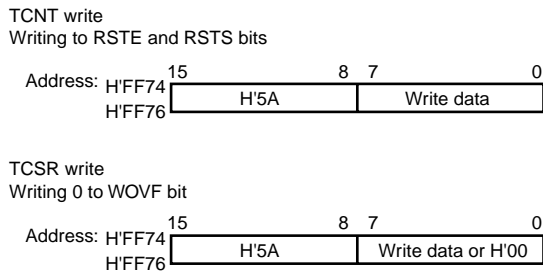 TCNT write
Writing to RSTE and RSTS bits
15 8 7 0
Address: H'FF74
H'5A Write data
H'FF76
TCSR write
Writing 0 to WOVF bit
15 8 7 0
Address: H'FF74
H'5A Write data or H'00
H'FF76